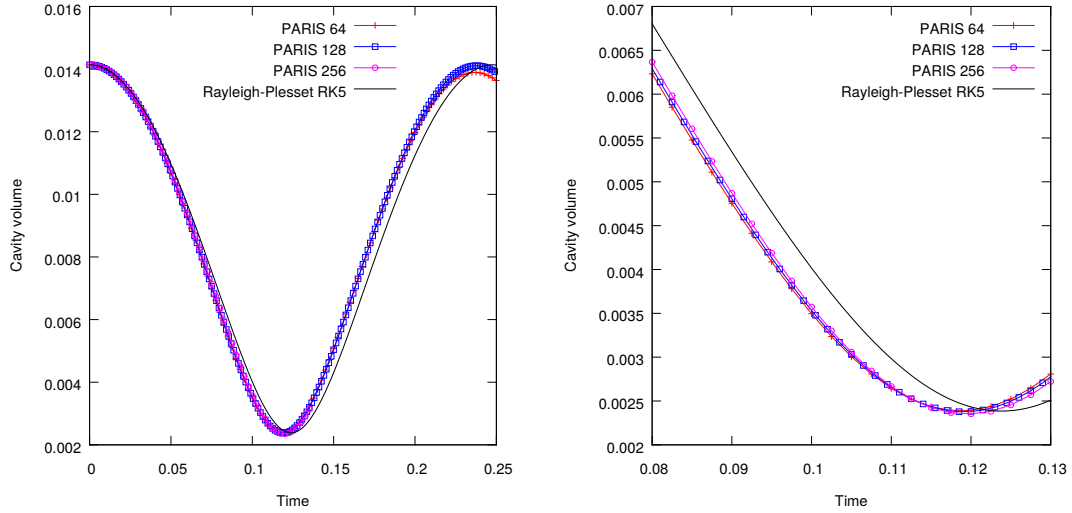 0.016
0.014
0.012
0.01
0.008
0.006
0.004
0.002
0
0.05
0.1
0.15
0.2
0.25
Cavity volume
Time
PARIS 64
PARIS 128
PARIS 256
Rayleigh-Plesset RK5
0.007
0.0065
0.006
0.0055
0.005
0.0045
0.004
0.0035
0.003
0.0025
0.002
0.08
0.09
0.1
0.11
0.12
0.13
Cavity volume
Time
PARIS 64
PARIS 128
PARIS 256
Rayleigh-Plesset RK5